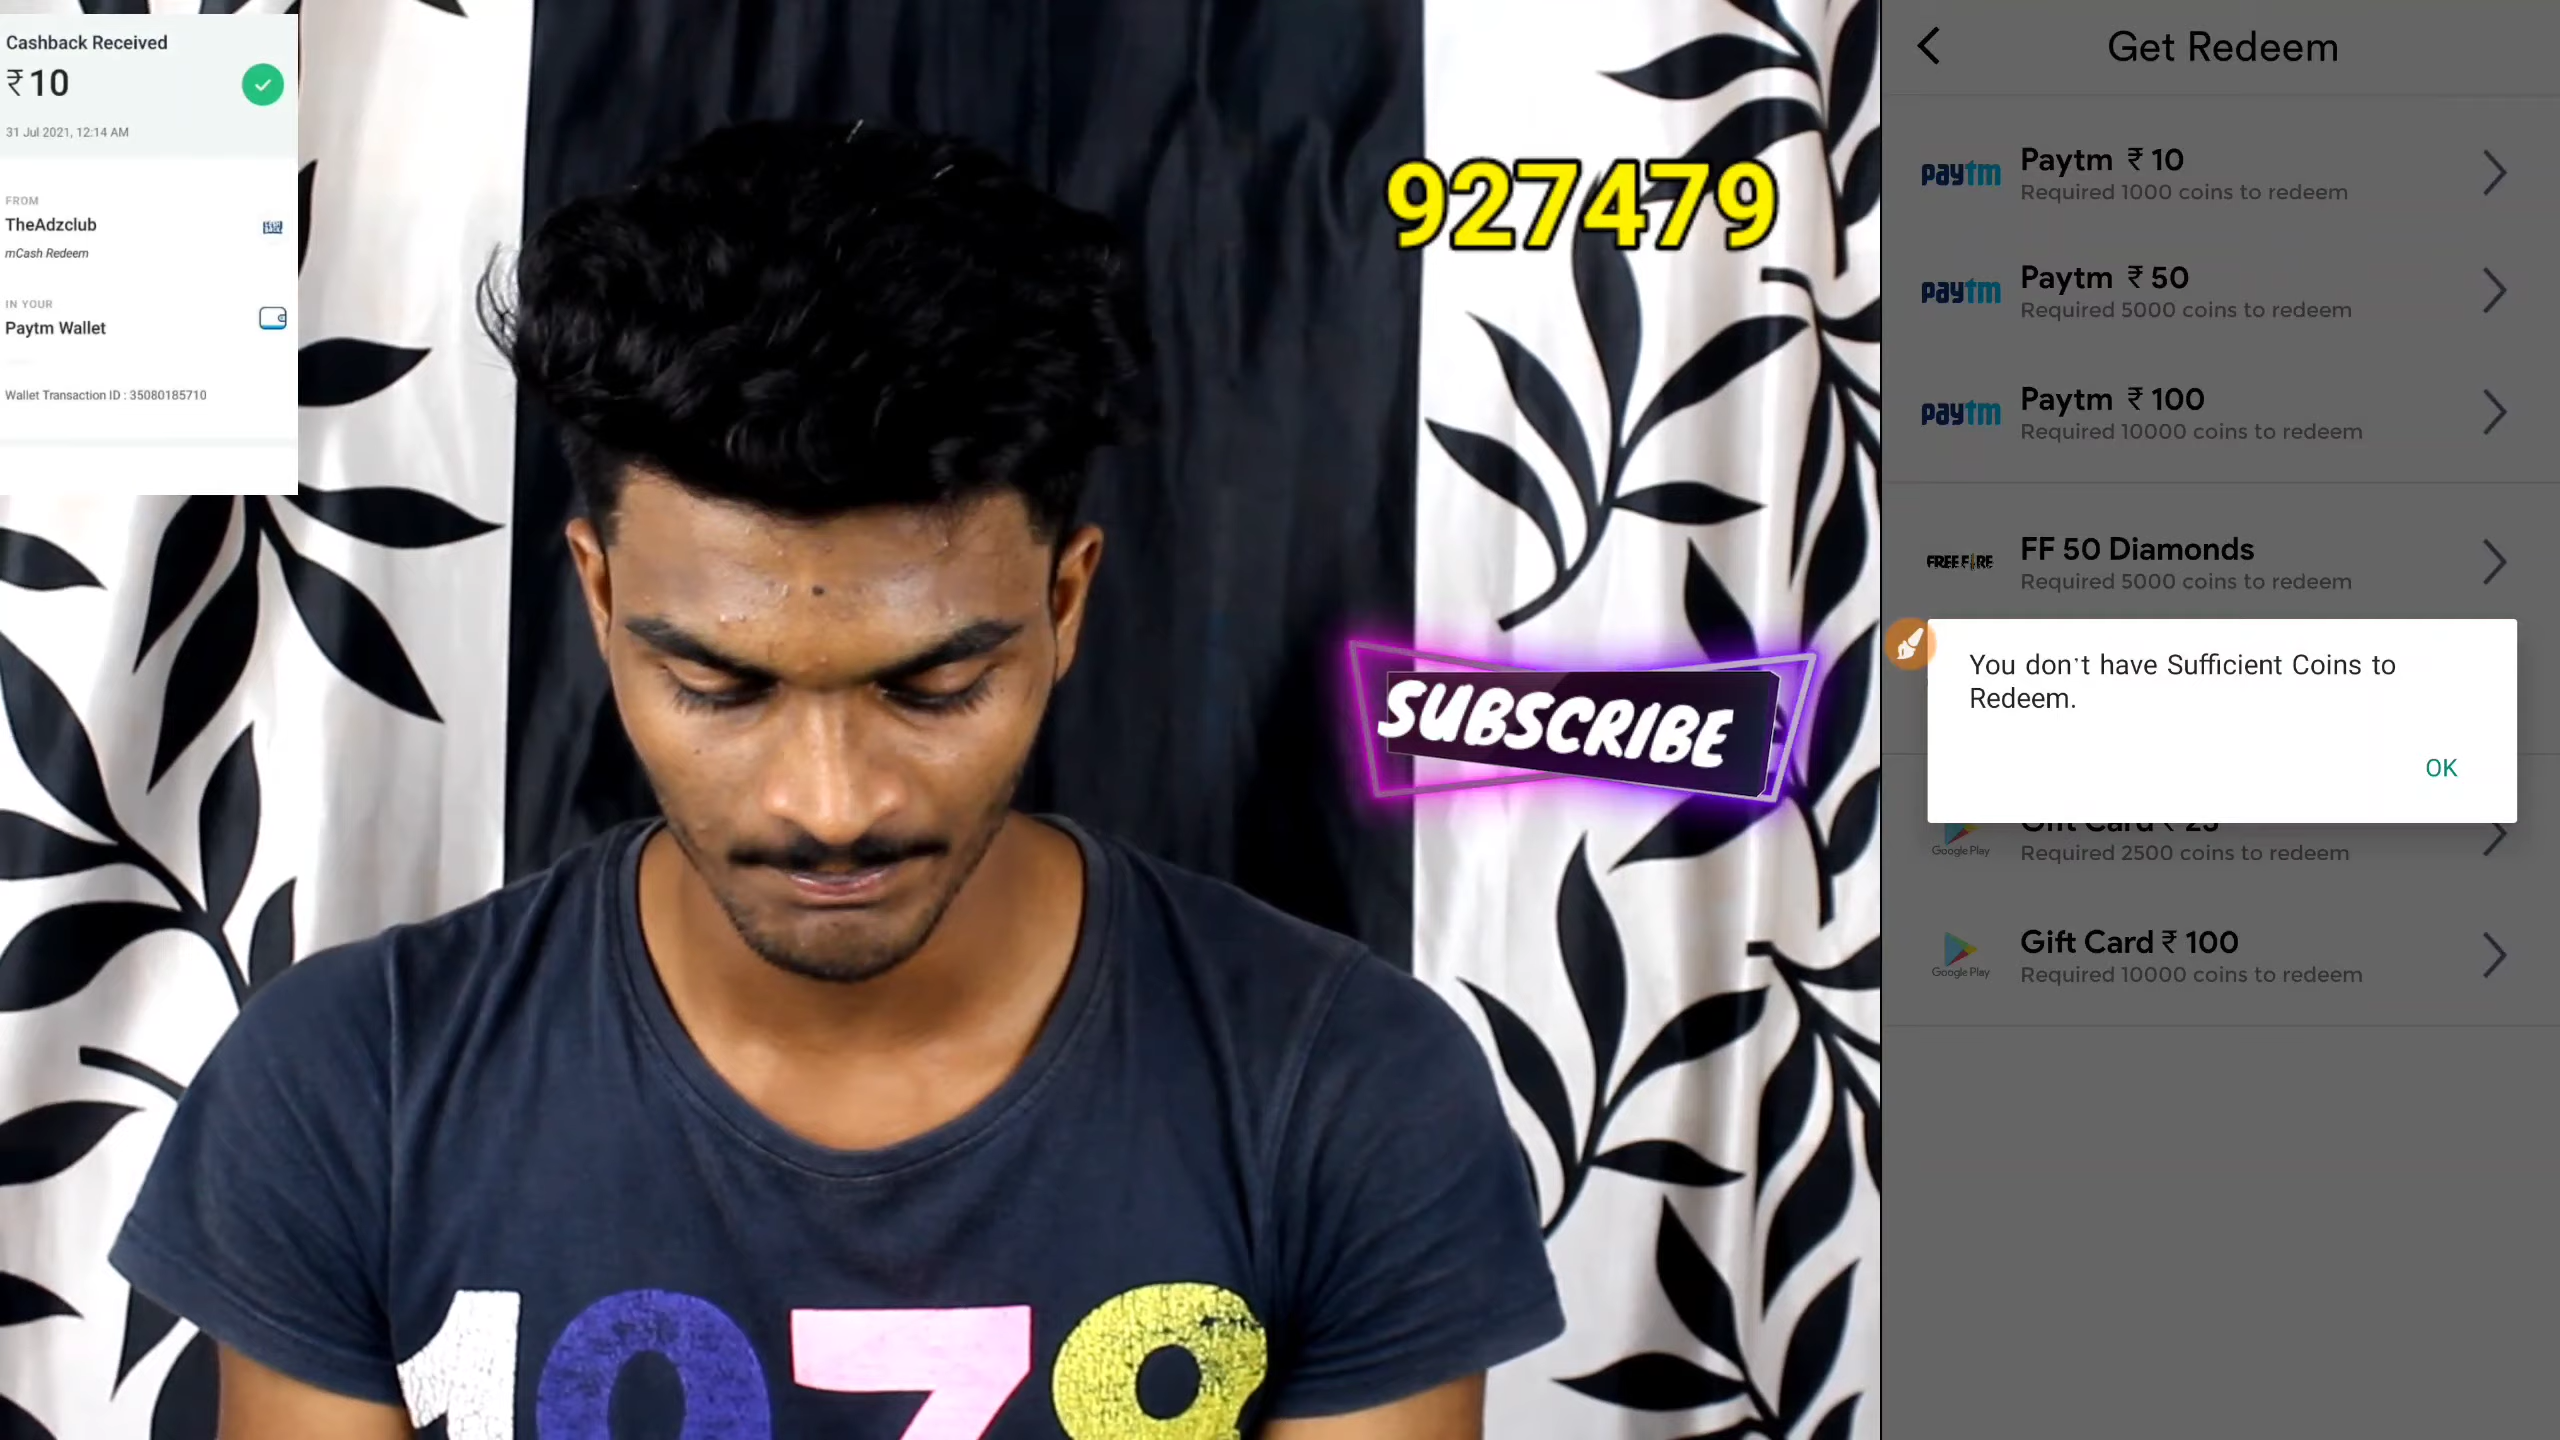 Cashback Received
₹10
31 Jul 2021, 12:14 AM
FROM
TheAdzclub
mCash Redeem
IN YOUR
Paytm Wallet
Wallet Transaction ID : 35080185710
927479
SUBSCRIBE
197
Get Redeem
paytm
Paytm ₹ 10
Required 1000 coins to redeem
paytm
Paytm ₹ 50
Required 5000 coins to redeem
paytm
Paytm ₹ 100
Required 10000 coins to redeem
FREE FIRE
FF 50 Diamonds
Required 5000 coins to redeem
You don't have Sufficient Coins to
Redeem.
OK
Gift Card ₹ 25
Google Play
Required 2500 coins to redeem
Gift Card ₹ 100
Google Play
Required 10000 coins to redeem